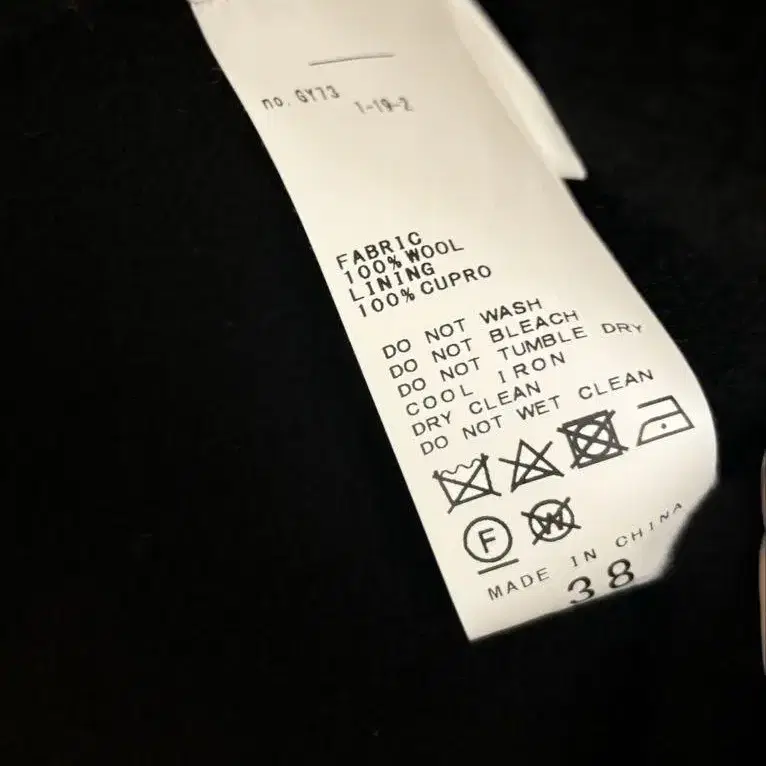 no. GY73
1-19-2
FABRIC
100% WOOL
LINING
100% CUPRO
DO NOT WASH
DO NOT BLEACH
DO NOT TUMBLE DRY
COOL IRON
DRY CLEAN
DO NOT WET CLEAN
F W
MADE IN CHINA
38